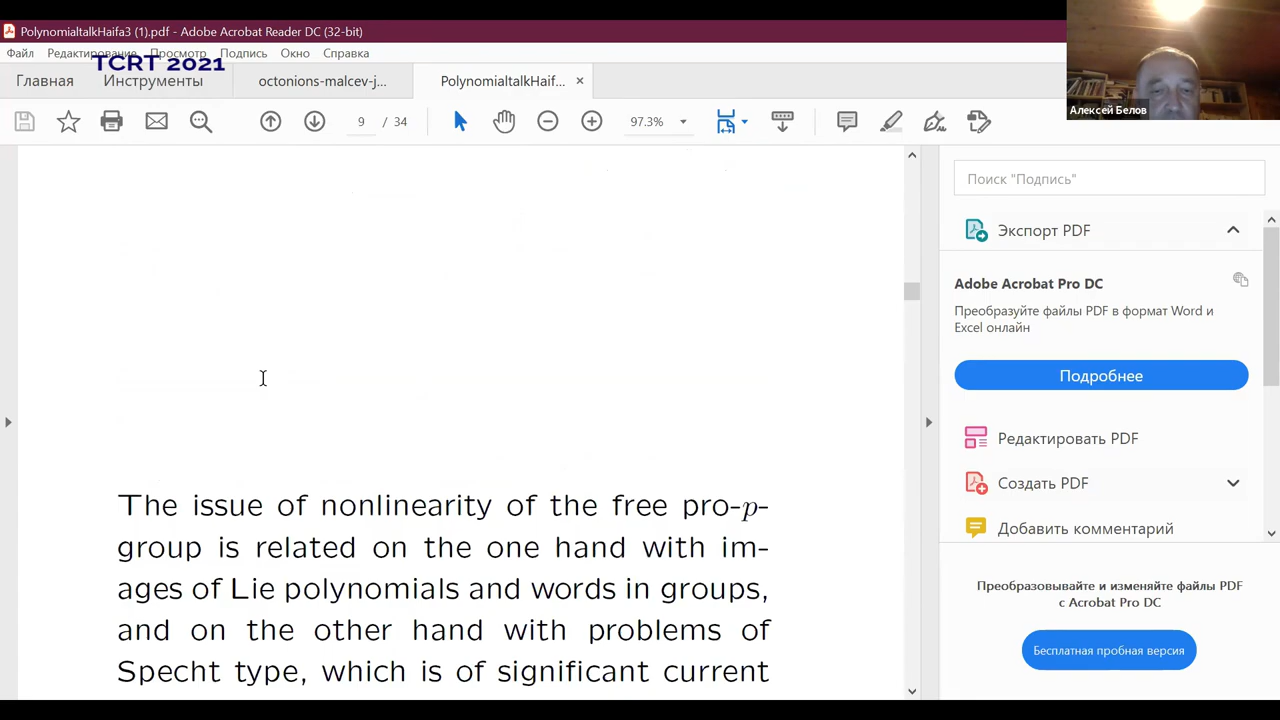 PolynomialtalkHaifa3 (1).pdf - Adobe Acrobat Reader DC (32-bit)
Файл Редактирование Просмотр Подпись Окно Справка
TCRT 2021
Главная Инструменты octonions-malcev-j... PolynomialtalkHaif... ×
9 / 34 97.3%
Алексей Белов
Поиск "Подпись"
Экспорт PDF
Adobe Acrobat Pro DC
Преобразуйте файлы PDF в формат Word и
Excel онлайн
Подробнее
Редактировать PDF
Создать PDF
Добавить комментарий
Преобразовывайте и изменяйте файлы PDF
с Acrobat Pro DC
Бесплатная пробная версия
The issue of nonlinearity of the free pro-p-
group is related on the one hand with im-
ages of Lie polynomials and words in groups,
and on the other hand with problems of
Specht type, which is of significant current